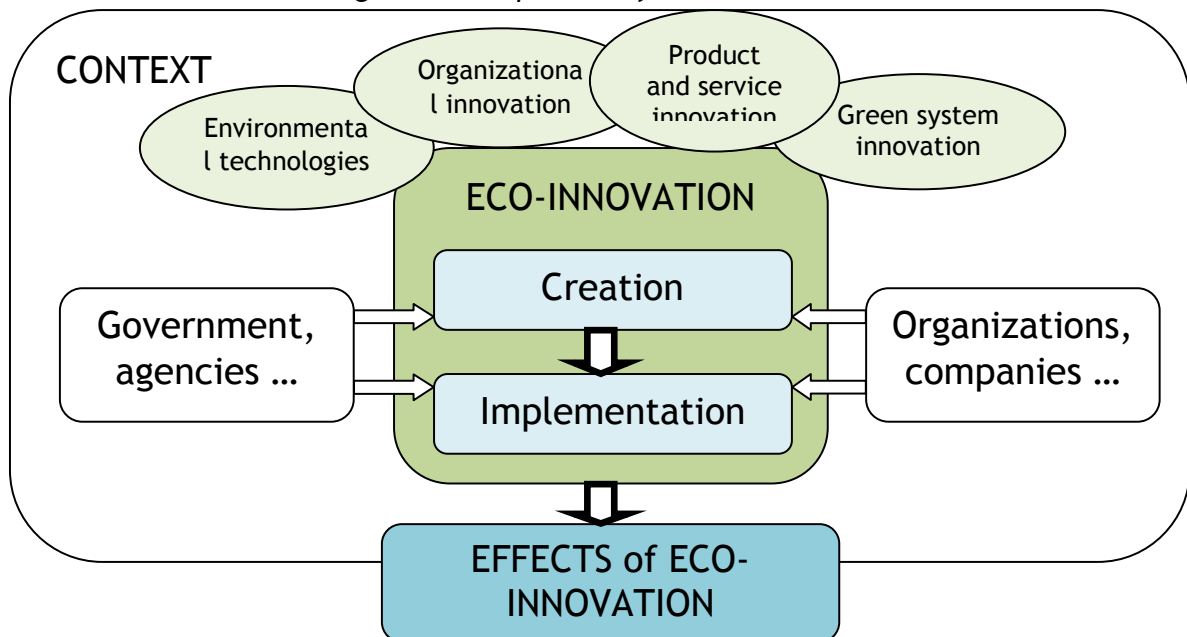 CONTEXT
Environmenta
l technologies
Organizationa
l innovation
Product
and service
innovation
Green system
innovation
ECO-INNOVATION
Creation
Implementation
Government,
agencies …
Organizations,
companies …
EFFECTS of ECO-
INNOVATION